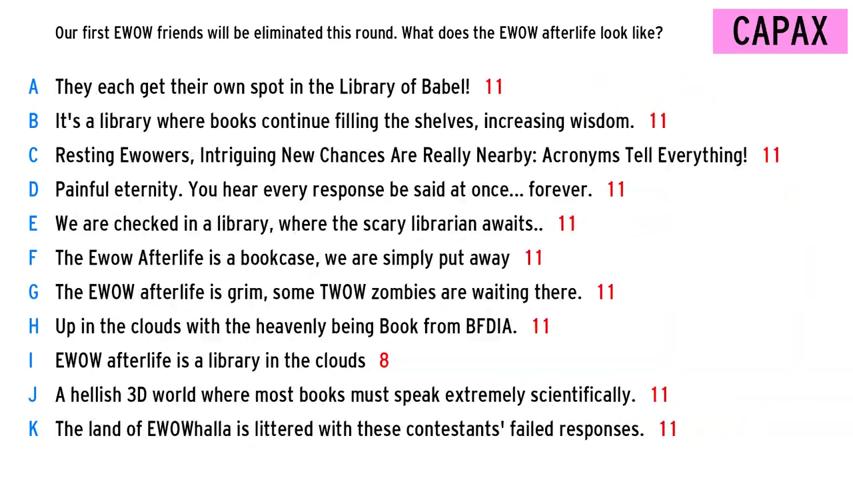 Our first EWOW friends will be eliminated this round. What does the EWOW afterlife look like?
CAPAX
A They each get their own spot in the Library of Babel! 11
B It's a library where books continue filling the shelves, increasing wisdom. 11
C Resting Ewowers, Intriguing New Chances Are Really Nearby: Acronyms Tell Everything! 11
D Painful eternity. You hear every response be said at once... forever. 11
E We are checked in a library, where the scary librarian awaits.. 11
F The Ewow Afterlife is a bookcase, we are simply put away 11
G The EWOW afterlife is grim, some TWOW zombies are waiting there. 11
H Up in the clouds with the heavenly being Book from BFDIA. 11
I EWOW afterlife is a library in the clouds 8
J A hellish 3D world where most books must speak extremely scientifically. 11
K The land of EWOWhalla is littered with these contestants' failed responses. 11